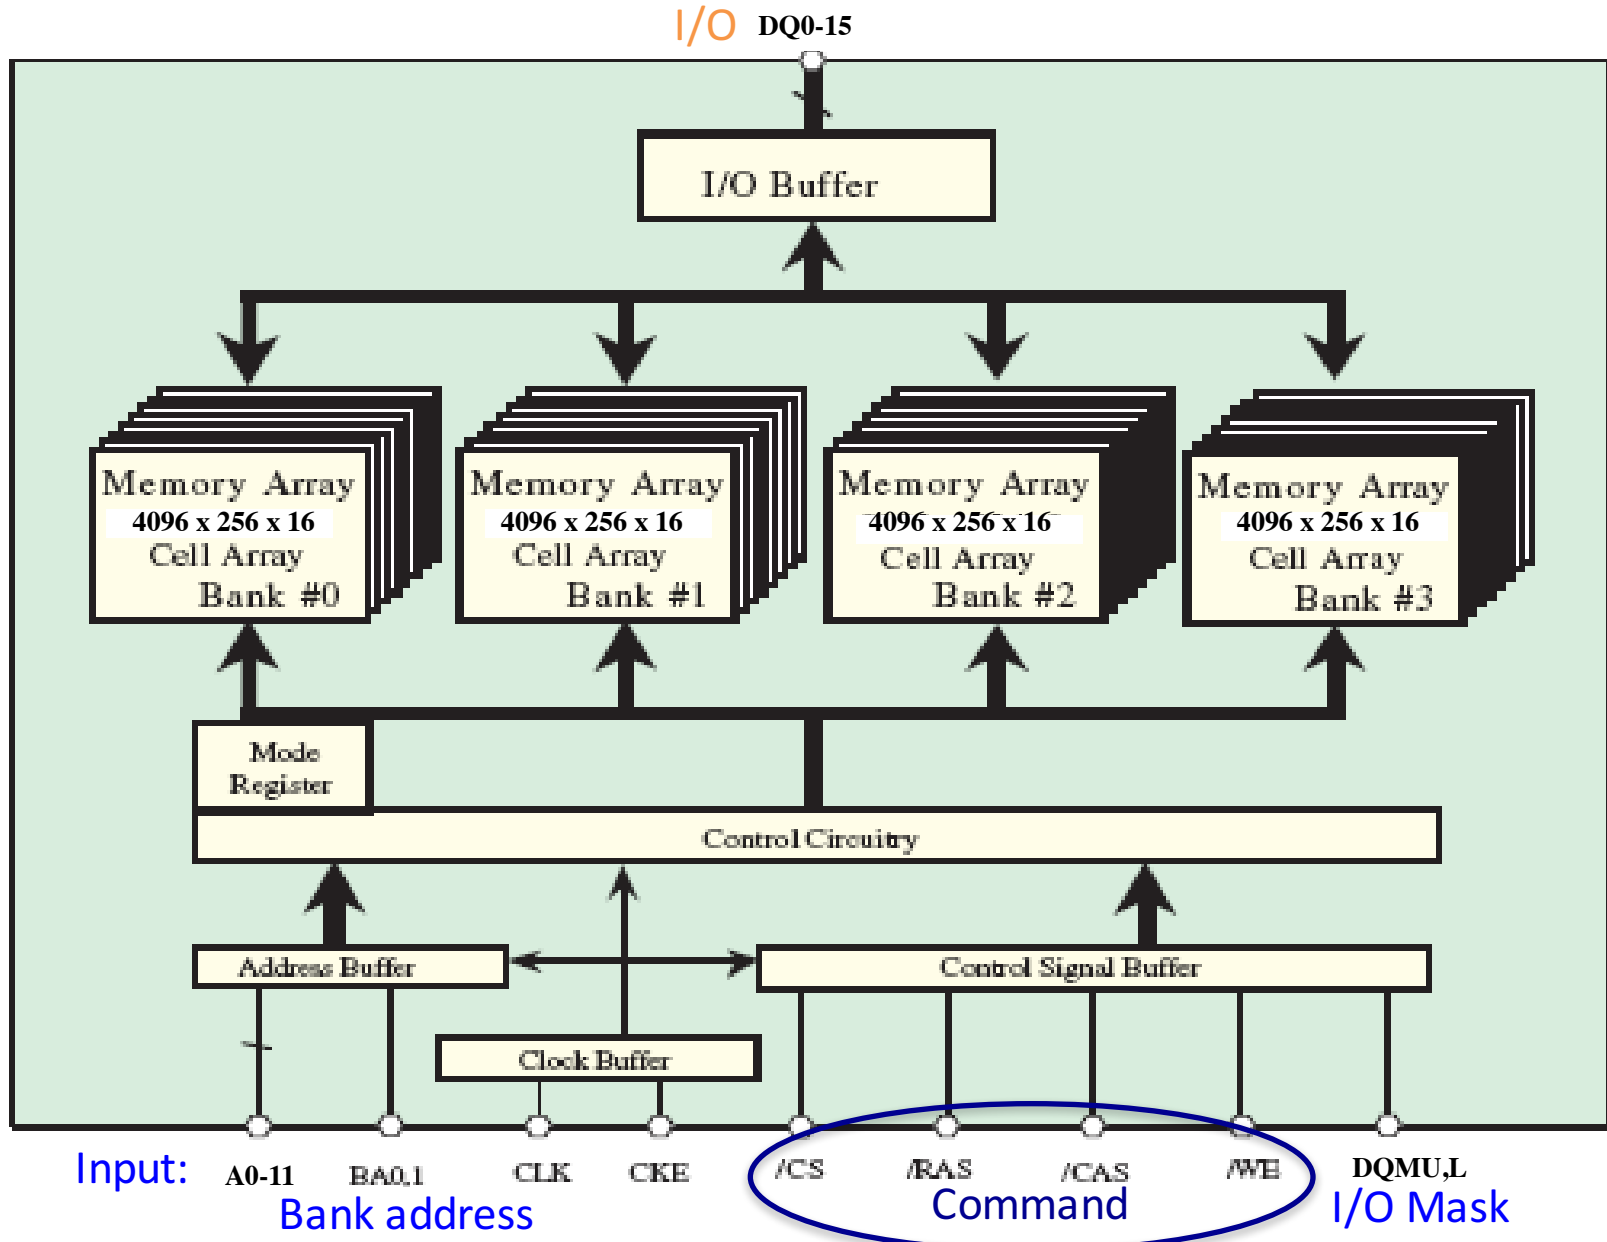 I/O DQ0-15
I/O Buffer
Memory Array
4096 x 256 x 16
Cell Array
Bank #0
Memory Array
4096 x 256 x 16
Cell Array
Bank #1
Memory Array
4096 x 256 x 16
Cell Array
Bank #2
Memory Array
4096 x 256 x 16
Cell Array
Bank #3
Mode
Register
Control Circuitry
Address Buffer
Control Signal Buffer
Clock Buffer
Input: A0-11 BA0,1 CLK CKE /CS /RAS /CAS /WE DQMU,L
Bank address Command I/O Mask